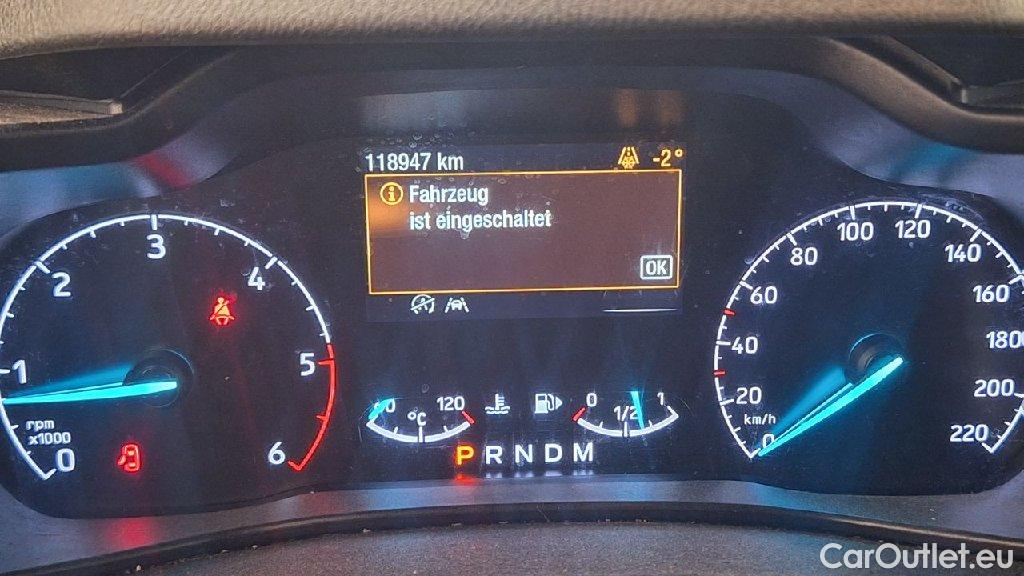 118947 km -2°
Fahrzeug
ist eingeschaltet
OK
0 1 2 3 4 5 6
rpm
x1000
120
°C
0 1/2 1
P R N D M
0 20 40 60 80 100 120 140 160 180 200 220
km/h
CarOutlet.eu